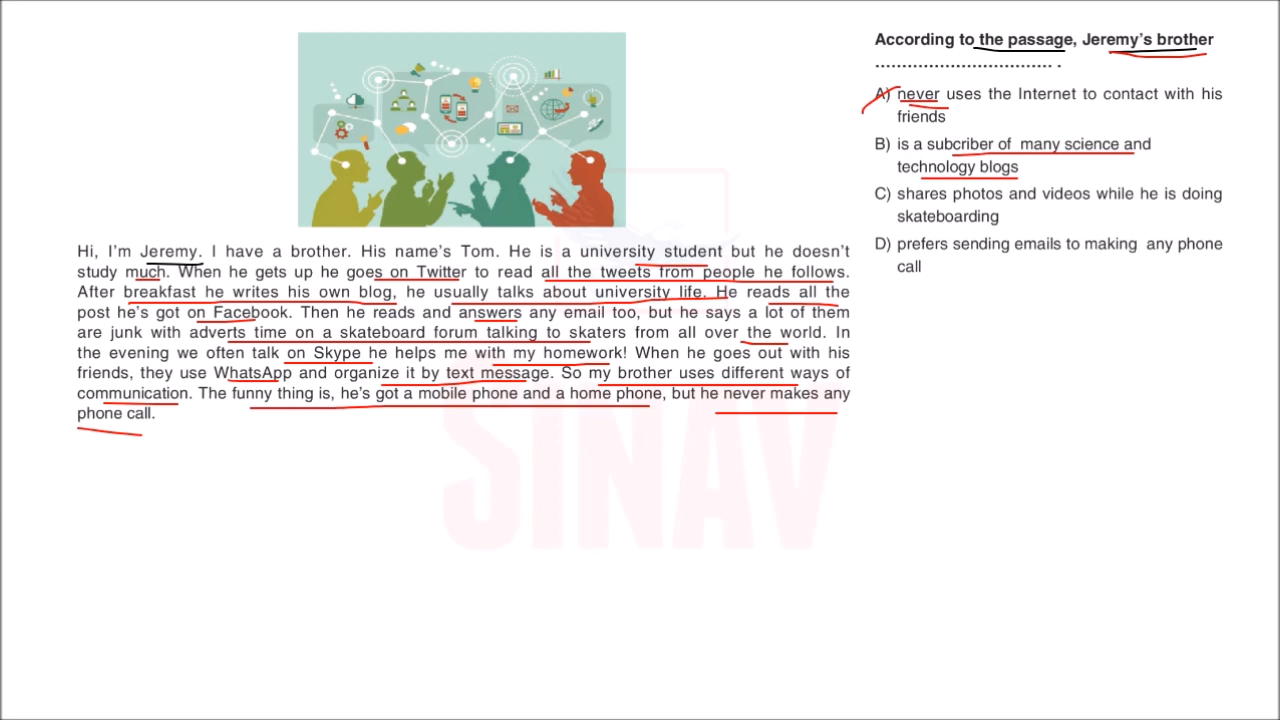 Hi, I'm Jeremy. I have a brother. His name's Tom. He is a university student but he doesn't
study much. When he gets up he goes on Twitter to read all the tweets from people he follows.
After breakfast he writes his own blog, he usually talks about university life. He reads all the
post he's got on Facebook. Then he reads and answers any email too, but he says a lot of them
are junk with adverts time on a skateboard forum talking to skaters from all over the world. In
the evening we often talk on Skype he helps me with my homework! When he goes out with his
friends, they use WhatsApp and organize it by text message. So my brother uses different ways of
communication. The funny thing is, he's got a mobile phone and a home phone, but he never makes any
phone call.
According to the passage, Jeremy's brother
................................. .
A) never uses the Internet to contact with his
friends
B) is a subcriber of many science and
technology blogs
C) shares photos and videos while he is doing
skateboarding
D) prefers sending emails to making any phone
call
SINAV